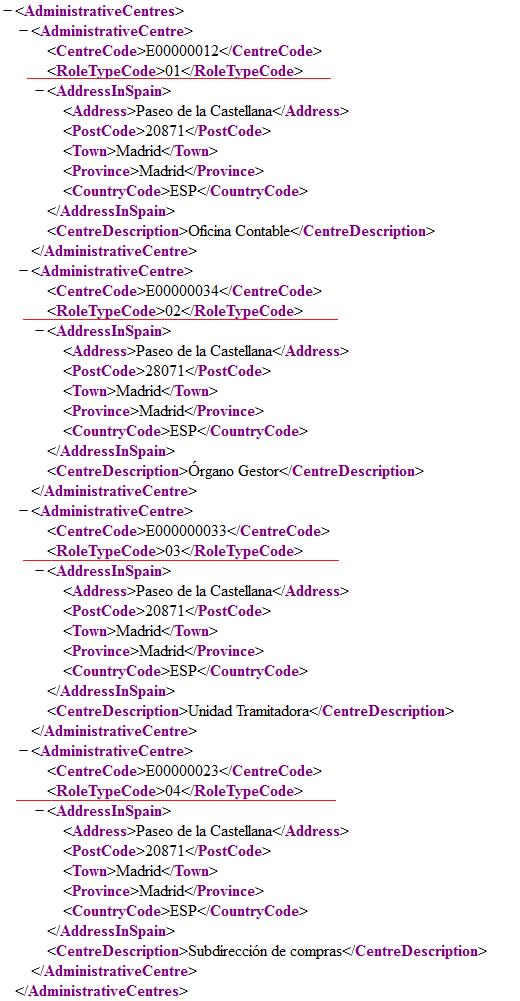 −<AdministrativeCentres>
−<AdministrativeCentre>
<CentreCode>E00000012</CentreCode>
<RoleTypeCode>01</RoleTypeCode>
−<AddressInSpain>
<Address>Paseo de la Castellana</Address>
<PostCode>20871</PostCode>
<Town>Madrid</Town>
<Province>Madrid</Province>
<CountryCode>ESP</CountryCode>
</AddressInSpain>
<CentreDescription>Oficina Contable</CentreDescription>
</AdministrativeCentre>
−<AdministrativeCentre>
<CentreCode>E00000034</CentreCode>
<RoleTypeCode>02</RoleTypeCode>
−<AddressInSpain>
<Address>Paseo de la Castellana</Address>
<PostCode>28071</PostCode>
<Town>Madrid</Town>
<Province>Madrid</Province>
<CountryCode>ESP</CountryCode>
</AddressInSpain>
<CentreDescription>Órgano Gestor</CentreDescription>
</AdministrativeCentre>
−<AdministrativeCentre>
<CentreCode>E000000033</CentreCode>
<RoleTypeCode>03</RoleTypeCode>
−<AddressInSpain>
<Address>Paseo de la Castellana</Address>
<PostCode>20871</PostCode>
<Town>Madrid</Town>
<Province>Madrid</Province>
<CountryCode>ESP</CountryCode>
</AddressInSpain>
<CentreDescription>Unidad Tramitadora</CentreDescription>
</AdministrativeCentre>
−<AdministrativeCentre>
<CentreCode>E00000023</CentreCode>
<RoleTypeCode>04</RoleTypeCode>
−<AddressInSpain>
<Address>Paseo de la Castellana</Address>
<PostCode>20871</PostCode>
<Town>Madrid</Town>
<Province>Madrid</Province>
<CountryCode>ESP</CountryCode>
</AddressInSpain>
<CentreDescription>Subdirección de compras</CentreDescription>
</AdministrativeCentre>
</AdministrativeCentres>